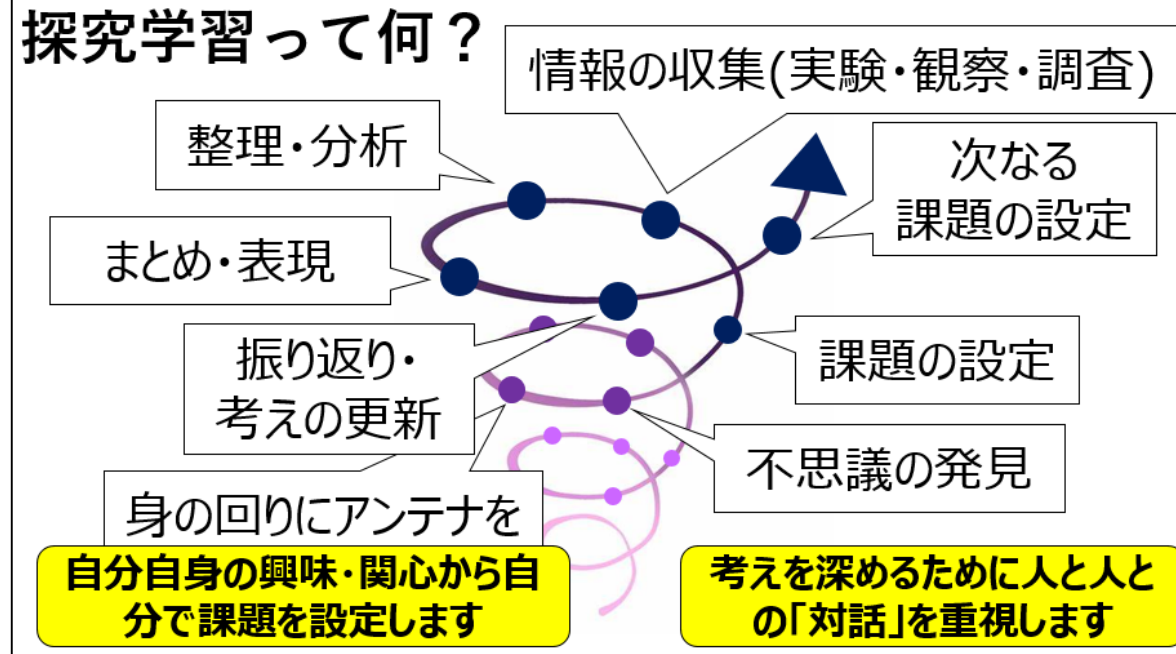 探究学習って何？
情報の収集(実験・観察・調査)
整理・分析
次なる
課題の設定
まとめ・表現
振り返り・
考えの更新
課題の設定
不思議の発見
身の回りにアンテナを
自分自身の興味・関心から自
分で課題を設定します
考えを深めるために人と人と
の「対話」を重視します